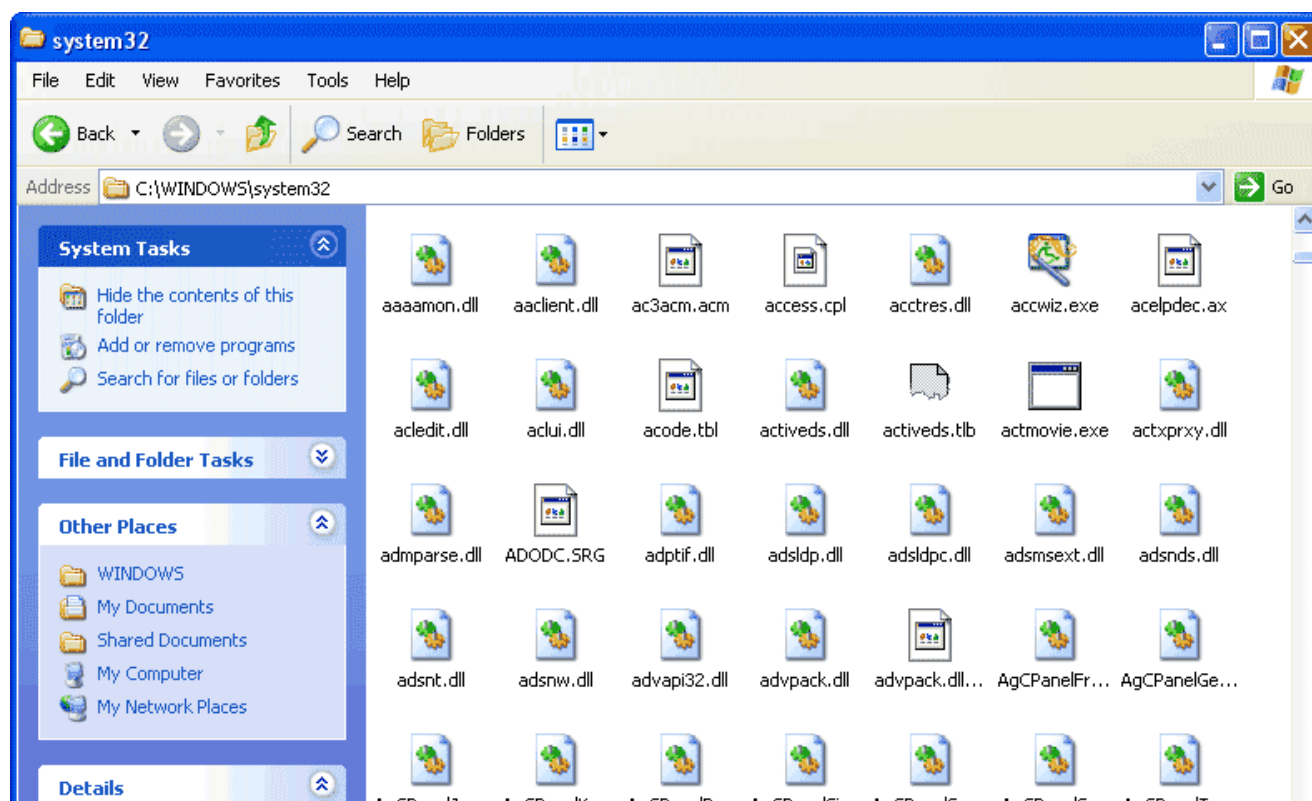 system32
File Edit View Favorites Tools Help
Back Search Folders
Address C:\WINDOWS\system32 Go
System Tasks
Hide the contents of this
folder
Add or remove programs
Search for files or folders
File and Folder Tasks
Other Places
WINDOWS
My Documents
Shared Documents
My Computer
My Network Places
Details
aaaamon.dll aaclient.dll ac3acm.acm access.cpl acctres.dll accwiz.exe acelpdec.ax
acledit.dll aclui.dll acode.tbl activeds.dll activeds.tlb actmovie.exe actxprxy.dll
admparse.dll ADODC.SRG adptif.dll adsldp.dll adsldpc.dll adsmsext.dll adsnds.dll
adsnt.dll adsnw.dll advapi32.dll advpack.dll advpack.dll... AgCPanelFr... AgCPanelGe...